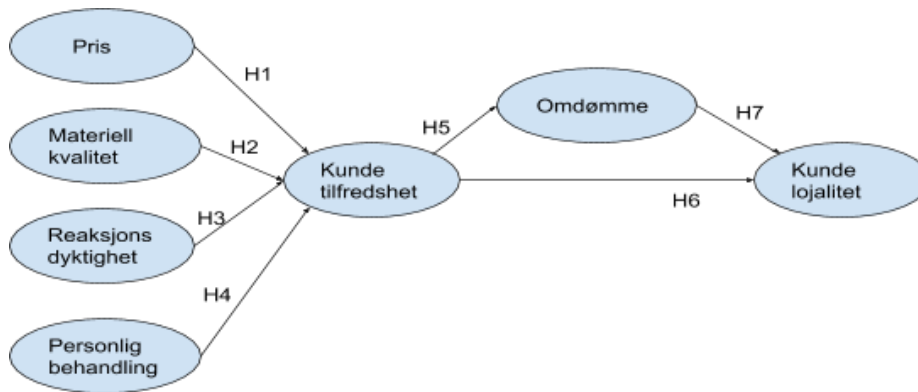 Pris
H1
Materiell
kvalitet
H2
Reaksjons
dyktighet
H3
Personlig
behandling
H4
Kunde
tilfredshet
H5
Omdømme
H7
H6
Kunde
lojalitet